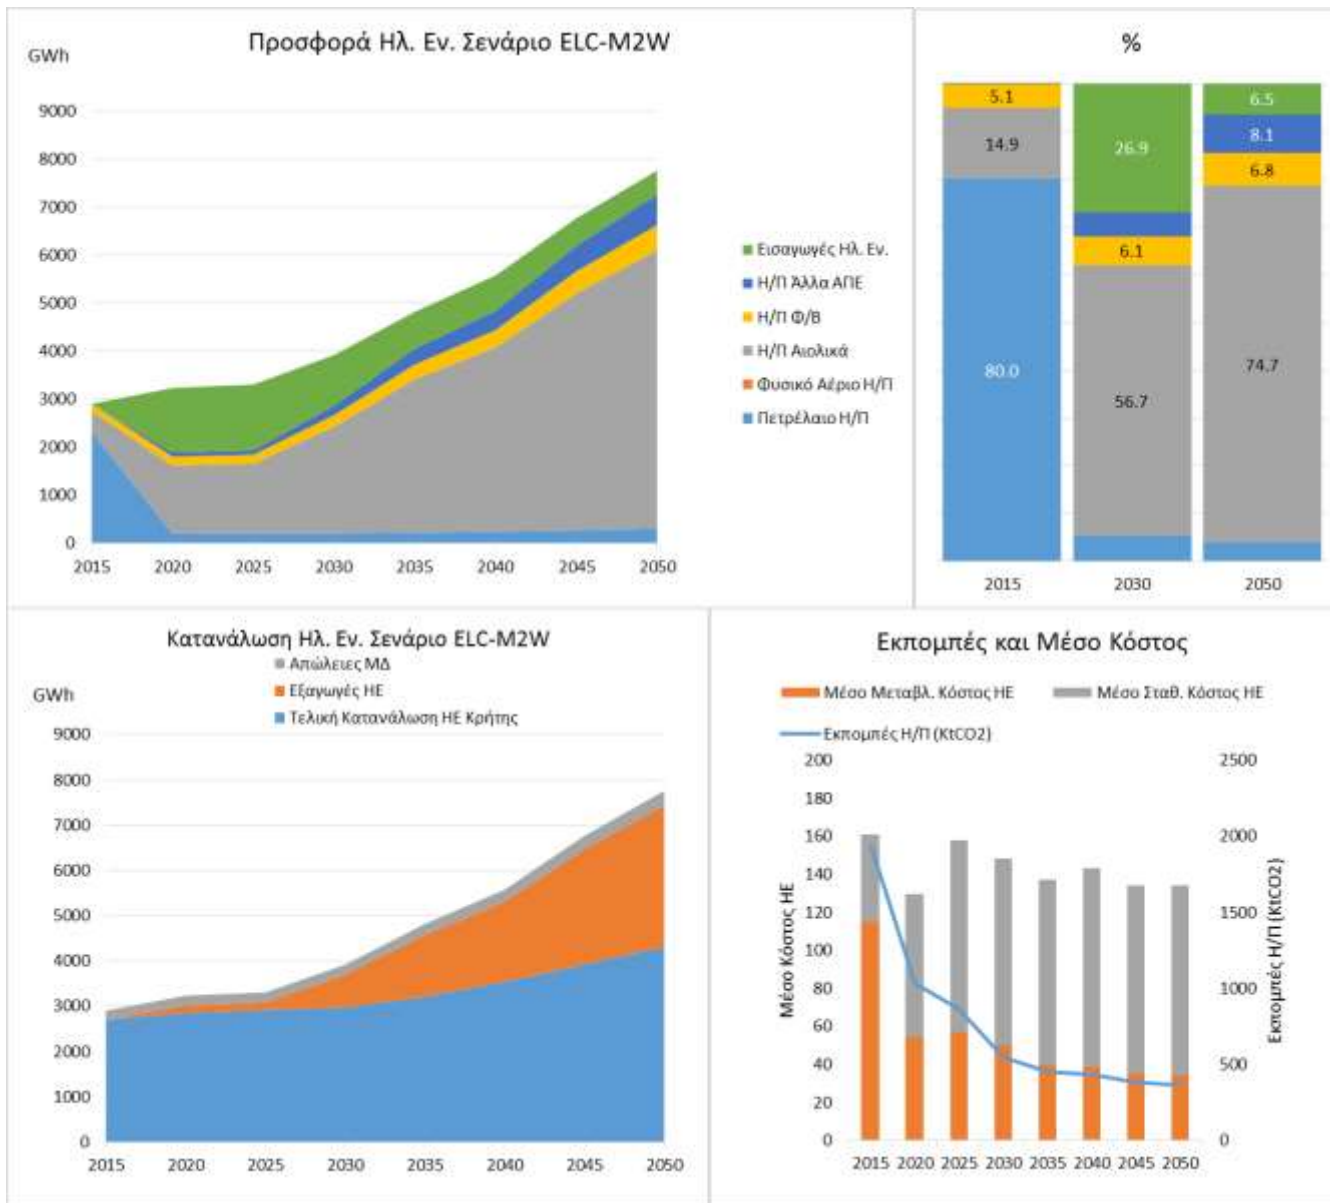 Προσφορά Ηλ. Εν. Σενάριο ELC-M2W
GWh
9000
8000
7000
6000
5000
4000
3000
2000
1000
0
2015 2020 2025 2030 2035 2040 2045 2050
Εισαγωγές Ηλ. Εν.
Η/Π Άλλα ΑΠΕ
Η/Π Φ/Β
Η/Π Αιολικά
Φυσικό Αέριο Η/Π
Πετρέλαιο Η/Π
%
5.1
14.9
80.0
26.9
6.1
56.7
6.5
8.1
6.8
74.7
2015 2030 2050
Κατανάλωση Ηλ. Εν. Σενάριο ELC-M2W
Απώλειες ΜΔ
Εξαγωγές ΗΕ
Τελική Κατανάλωση ΗΕ Κρήτης
GWh
9000
8000
7000
6000
5000
4000
3000
2000
1000
0
2015 2020 2025 2030 2035 2040 2045 2050
Εκπομπές και Μέσο Κόστος
Μέσο Μεταβλ. Κόστος ΗΕ Μέσο Σταθ. Κόστος ΗΕ
Εκπομπές Η/Π (KtCO2)
Μέσο Κόστος ΗΕ
200
180
160
140
120
100
80
60
40
20
0
2500
2000
1500
1000
500
0
Εκπομπές Η/Π (KtCO2)
2015 2020 2025 2030 2035 2040 2045 2050